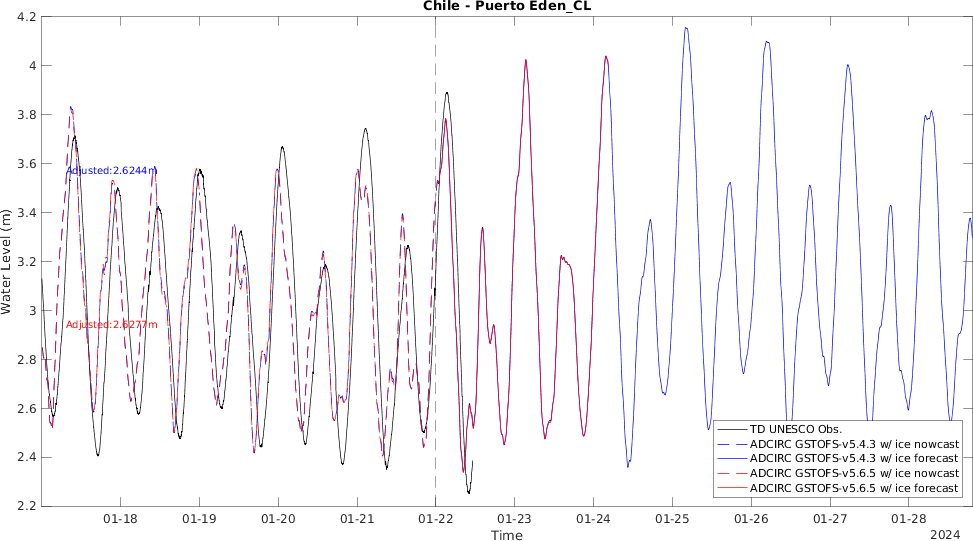 Chile - Puerto Eden_CL
4.2
4
3.8
3.6
3.4
3.2
3
2.8
2.6
2.4
2.2
Water Level (m)
Adjusted:2.6244m
Adjusted:2.6277m
TD UNESCO Obs.
ADCIRC GSTOFS-v5.4.3 w/ ice nowcast
ADCIRC GSTOFS-v5.4.3 w/ ice forecast
ADCIRC GSTOFS-v5.6.5 w/ ice nowcast
ADCIRC GSTOFS-v5.6.5 w/ ice forecast
01-18 01-19 01-20 01-21 01-22 01-23 01-24 01-25 01-26 01-27 01-28
Time
2024